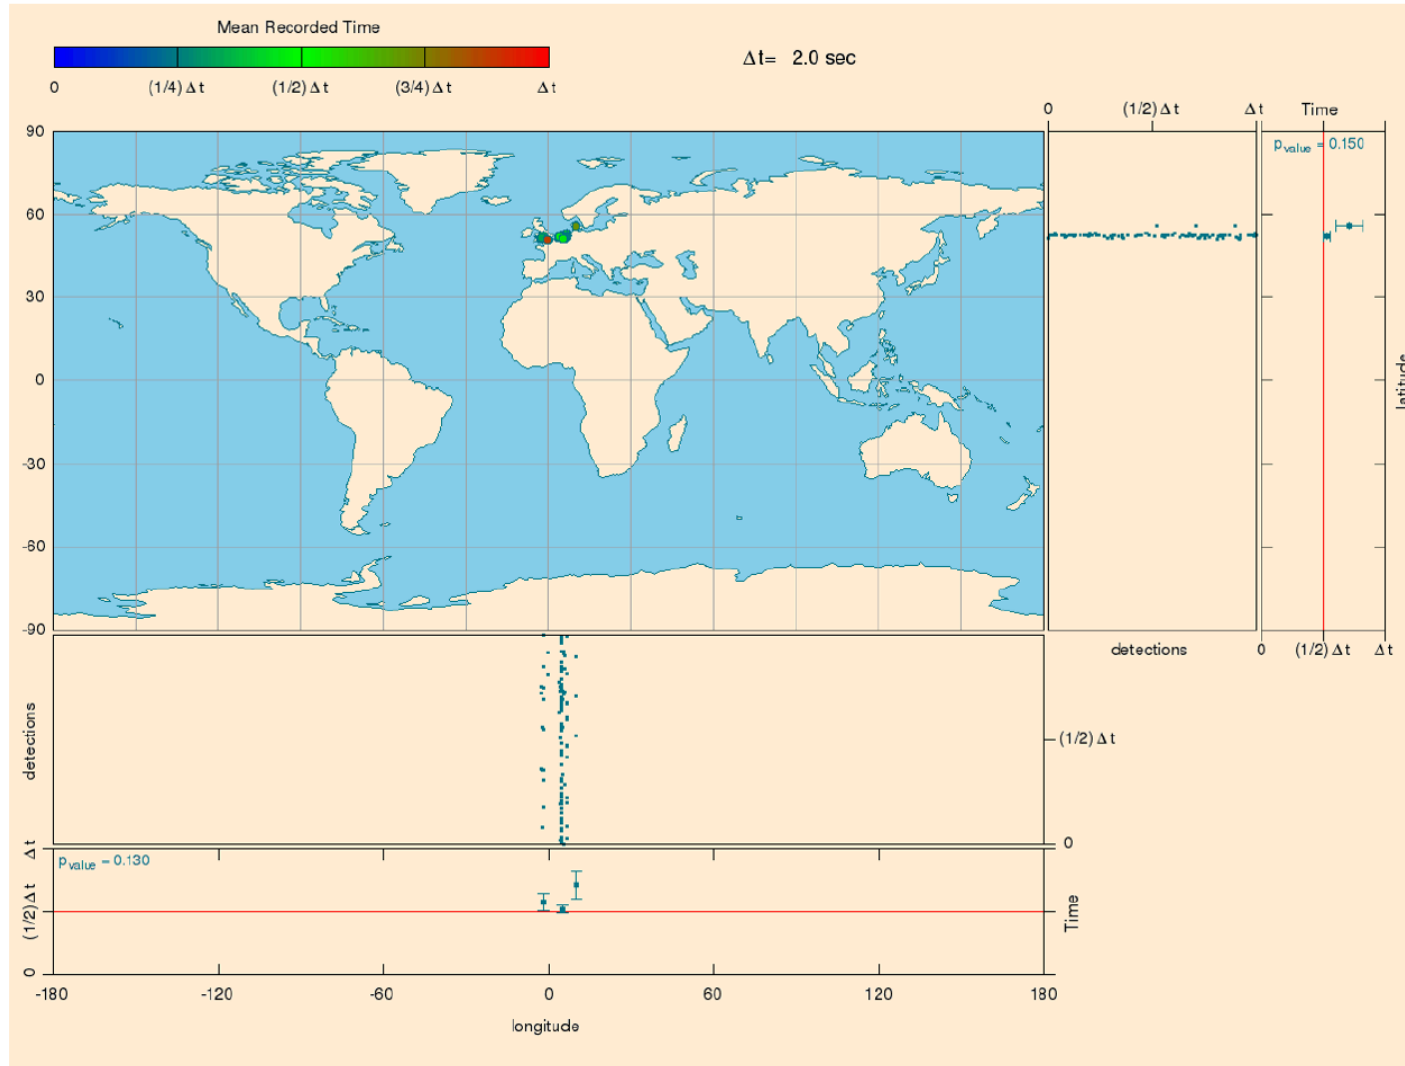 Mean Recorded Time
0 (1/4) Δt (1/2) Δt (3/4) Δt Δt
Δt= 2.0 sec
0 (1/2) Δt Δt Time
p value = 0.150
90
60
30
0
-30
-60
-90
latitude
detections
0 (1/2) Δt Δt
detections
(1/2) Δt
0
p value = 0.130
Δt
(1/2) Δt
0
Time
-180 -120 -60 0 60 120 180
longitude